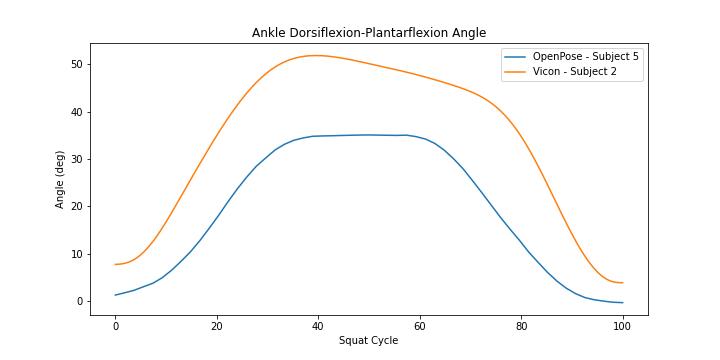 Ankle Dorsiflexion-Plantarflexion Angle
OpenPose - Subject 5
Vicon - Subject 2
Angle (deg)
50
40
30
20
10
0
0 20 40 60 80 100
Squat Cycle